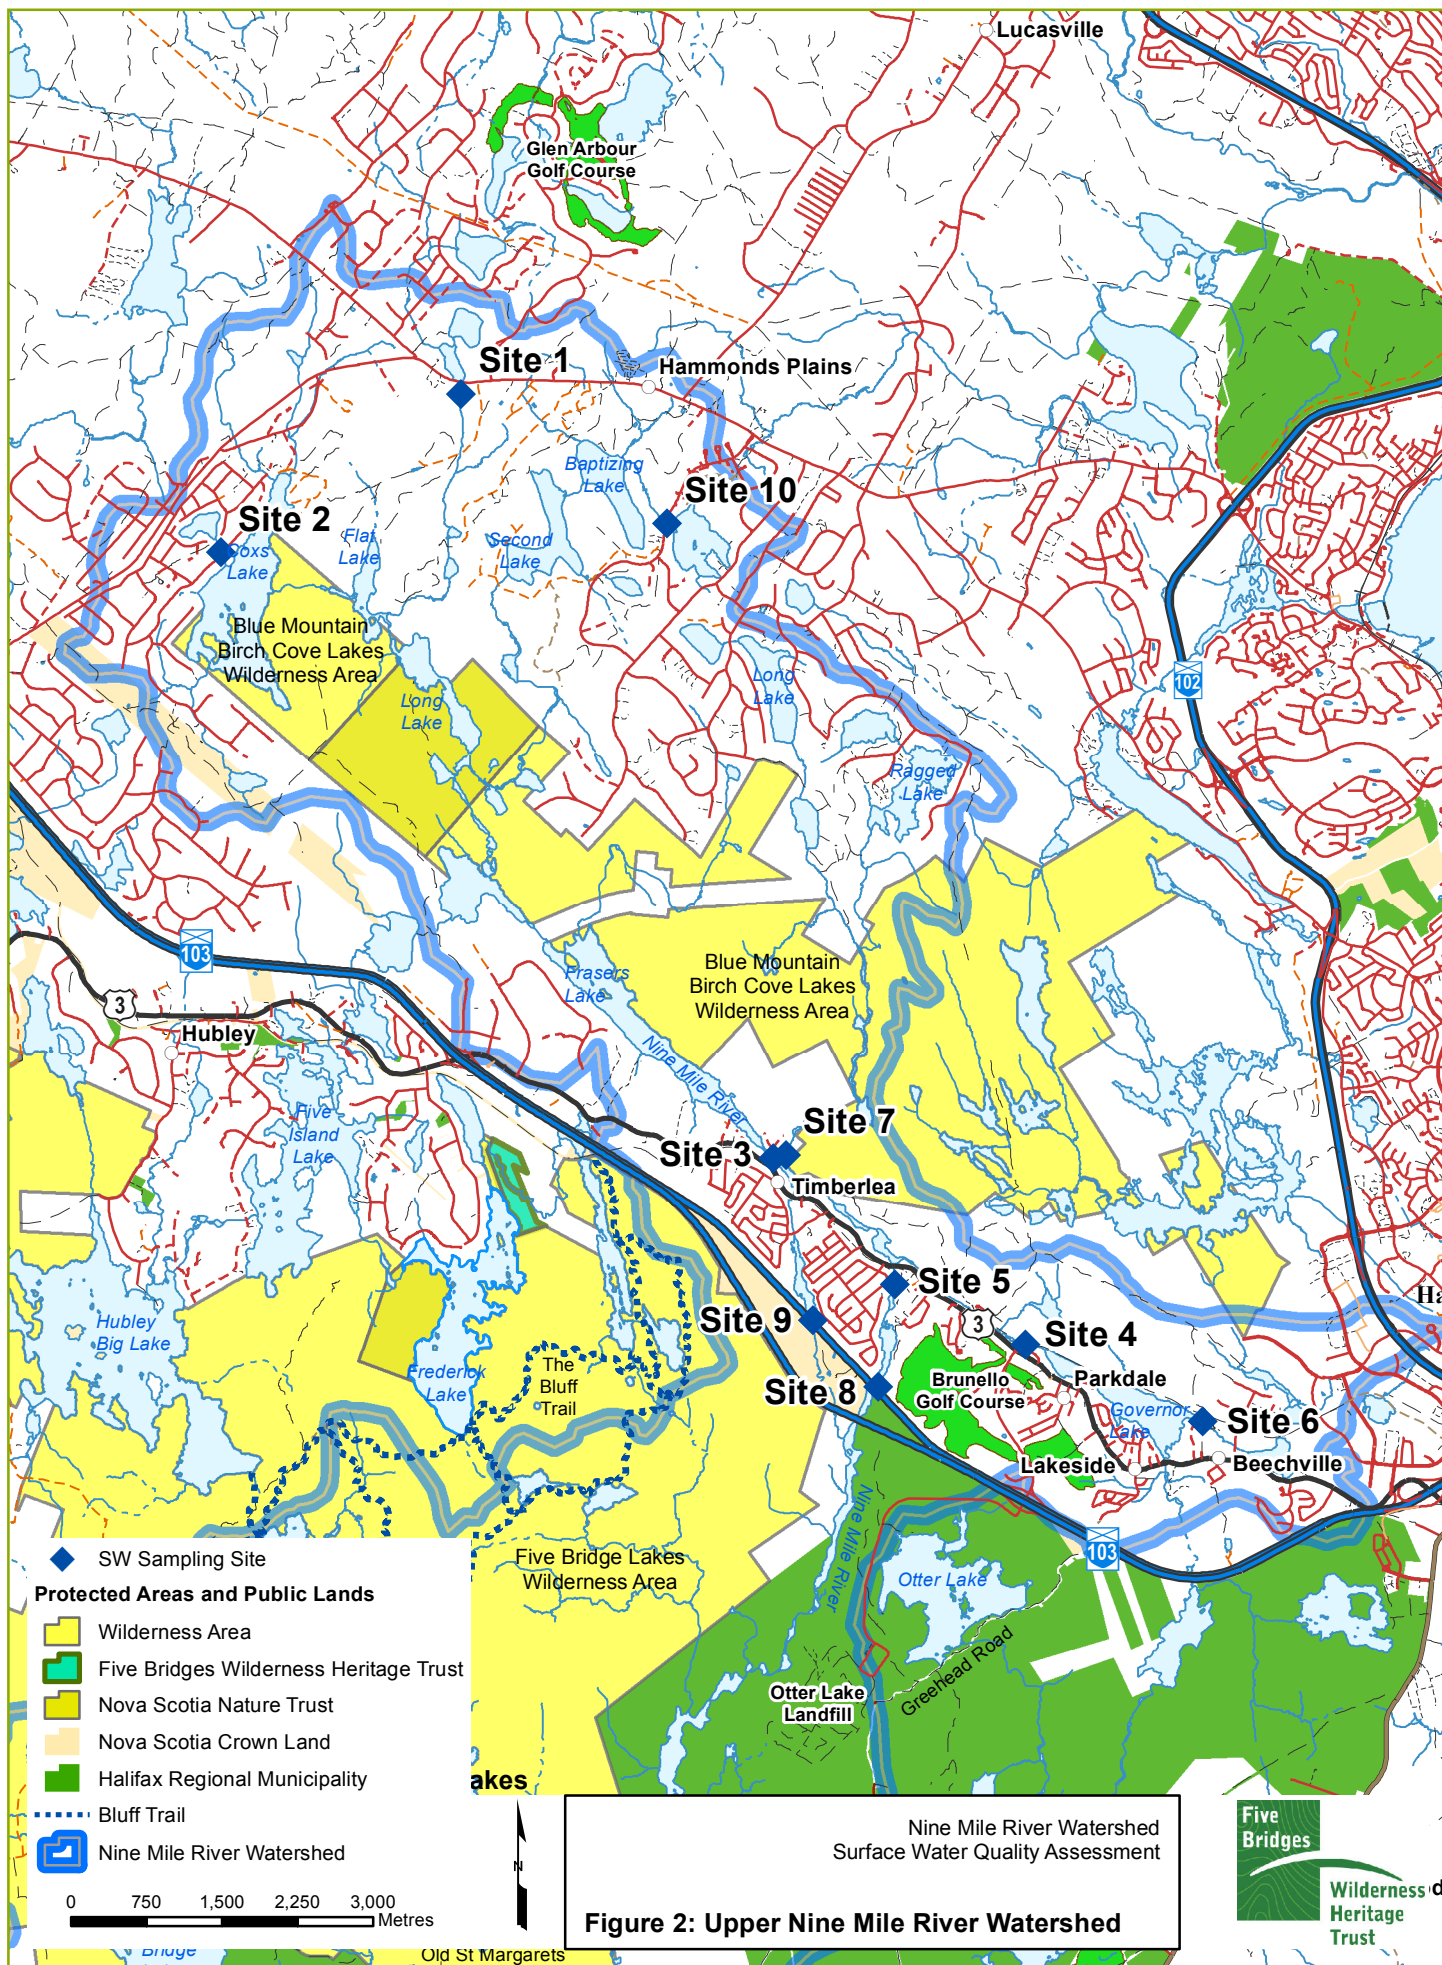 Lucasville
Glen Arbour
Golf Course
Site 1
Hammonds Plains
Baptizing
Lake
Site 10
Site 2
Coxs
Lake
Flat
Lake
Second
Lake
Blue Mountain
Birch Cove Lakes
Wilderness Area
Long
Lake
Long
Lake
102
Ragged
Lake
103
3
Hubley
Frasers
Lake
Blue Mountain
Birch Cove Lakes
Wilderness Area
Nine Mile River
Five
Island
Lake
Site 7
Site 3
Timberlea
Site 5
Ha
Hubley
Big Lake
Site 9
3
Site 4
Frederick
Lake
The
Bluff
Trail
Site 8
Brunello
Golf Course
Parkdale
Governor
Lake
Site 6
Lakeside
Beechville
Nine Mile River
103
Five Bridge Lakes
Wilderness Area
Otter Lake
Greehead Road
Otter Lake
Landfill
akes
SW Sampling Site
Protected Areas and Public Lands
Wilderness Area
Five Bridges Wilderness Heritage Trust
Nova Scotia Nature Trust
Nova Scotia Crown Land
Halifax Regional Municipality
Bluff Trail
Nine Mile River Watershed
0 750 1,500 2,250 3,000
Metres
N
Nine Mile River Watershed
Surface Water Quality Assessment
Figure 2: Upper Nine Mile River Watershed
Five
Bridges
Wilderness
Heritage
Trust
d
Bridge
Old St Margarets